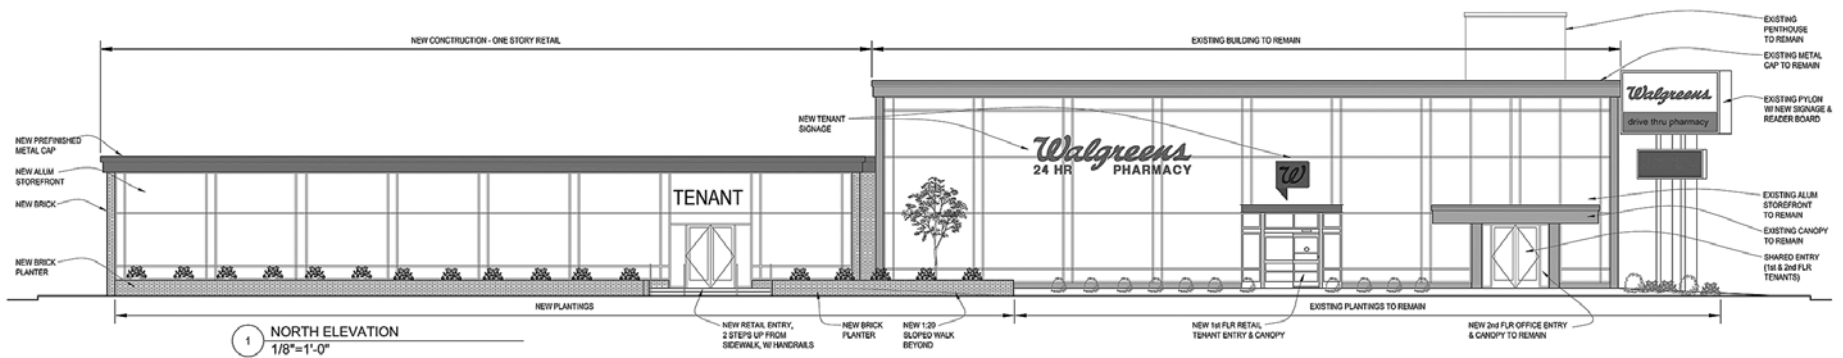 NEW CONCTRUCTION - ONE STORY RETAIL
EXISTING BUILDING TO REMAIN
EXISTING
PENTHOUSE
TO REMAIN
EXISTING METAL
CAP TO REMAIN
Walgreens
drive thru pharmacy
EXISTING PYLON
W/ NEW SIGNAGE &
READER BOARD
NEW TENANT
SIGNAGE
NEW PREFINISHED
METAL CAP
NEW ALUM
STOREFRONT
NEW BRICK
NEW BRICK
PLANTER
TENANT
Walgreens
24 HR PHARMACY
W
EXISTING ALUM
STOREFRONT
TO REMAIN
EXISTING CANOPY
TO REMAIN
SHARED ENTRY
(1st & 2nd FLR
TENANTS)
NEW PLANTINGS
EXISTING PLANTINGS TO REMAIN
NEW RETAIL ENTRY,
2 STEPS UP FROM
SIDEWALK, W/ HANDRAILS
NEW BRICK
PLANTER
NEW 1:20
SLOPED WALK
BEYOND
NEW 1st FLR RETAIL
TENANT ENTRY & CANOPY
NEW 2nd FLR OFFICE ENTRY
& CANOPY TO REMAIN
1
NORTH ELEVATION
1/8"=1'-0"